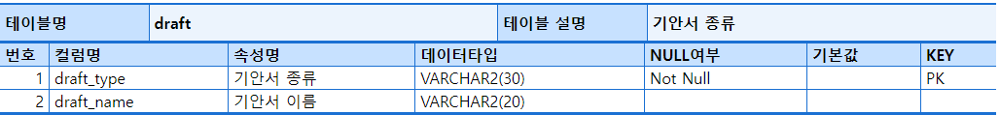 테이블명 draft 테이블 설명 기안서 종류
번호 컬럼명 속성명 데이터타입 NULL여부 기본값 KEY
1 draft_type 기안서 종류 VARCHAR2(30) Not Null PK
2 draft_name 기안서 이름 VARCHAR2(20)